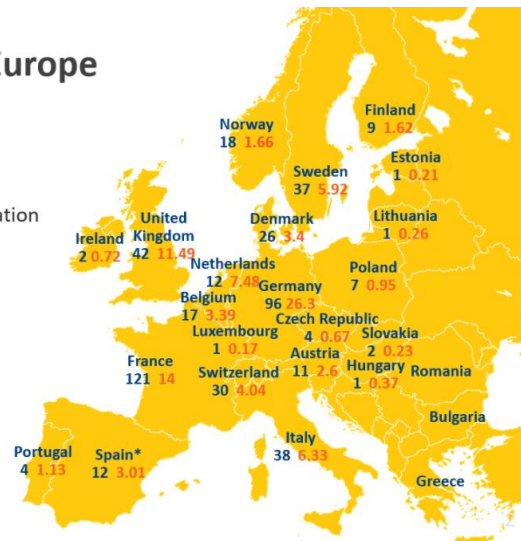 Europe
ation
Norway
18 1.66
Finland
9 1.62
Sweden
37 5.92
Estonia
1 0.21
Lithuania
1 0.26
Denmark
26 3.4
United
Kingdom
42 11.49
Ireland
2 0.72
Netherlands
12 7.48
Germany
96 26.3
Poland
7 0.95
Belgium
17 3.39
Czech Republic
4 0.67
Luxembourg
1 0.17
Slovakia
2 0.23
France
121 14
Switzerland
30 4.04
Austria
11 2.6
Hungary
1 0.37
Romania
Bulgaria
Italy
38 6.33
Portugal
4 1.13
Spain*
12 3.01
Greece